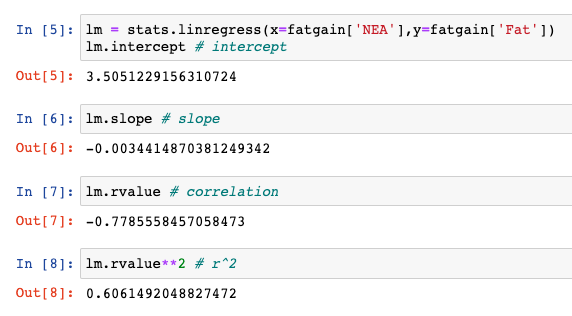 In [5]: lm = stats.linregress(x=fatgain['NEA'],y=fatgain['Fat'])
lm.intercept # intercept
Out[5]: 3.5051229156310724
In [6]: lm.slope # slope
Out[6]: -0.0034414870381249342
In [7]: lm.rvalue # correlation
Out[7]: -0.7785558457058473
In [8]: lm.rvalue**2 # r^2
Out[8]: 0.6061492048827472